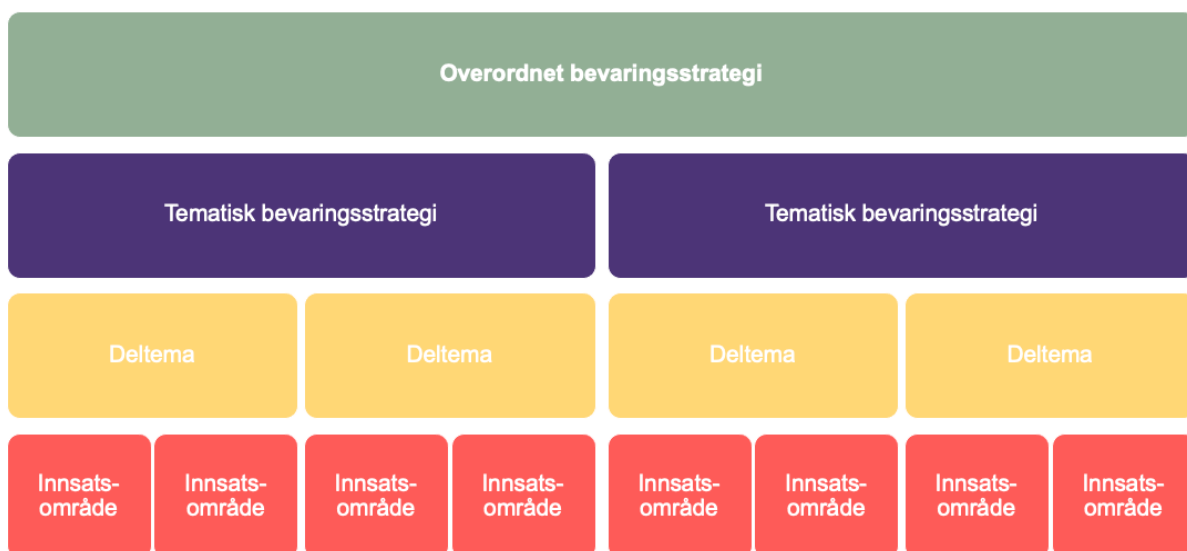 Overordnet bevaringsstrategi
Tematisk bevaringsstrategi
Tematisk bevaringsstrategi
Deltema
Deltema
Deltema
Deltema
Innsats-
område
Innsats-
område
Innsats-
område
Innsats-
område
Innsats-
område
Innsats-
område
Innsats-
område
Innsats-
område